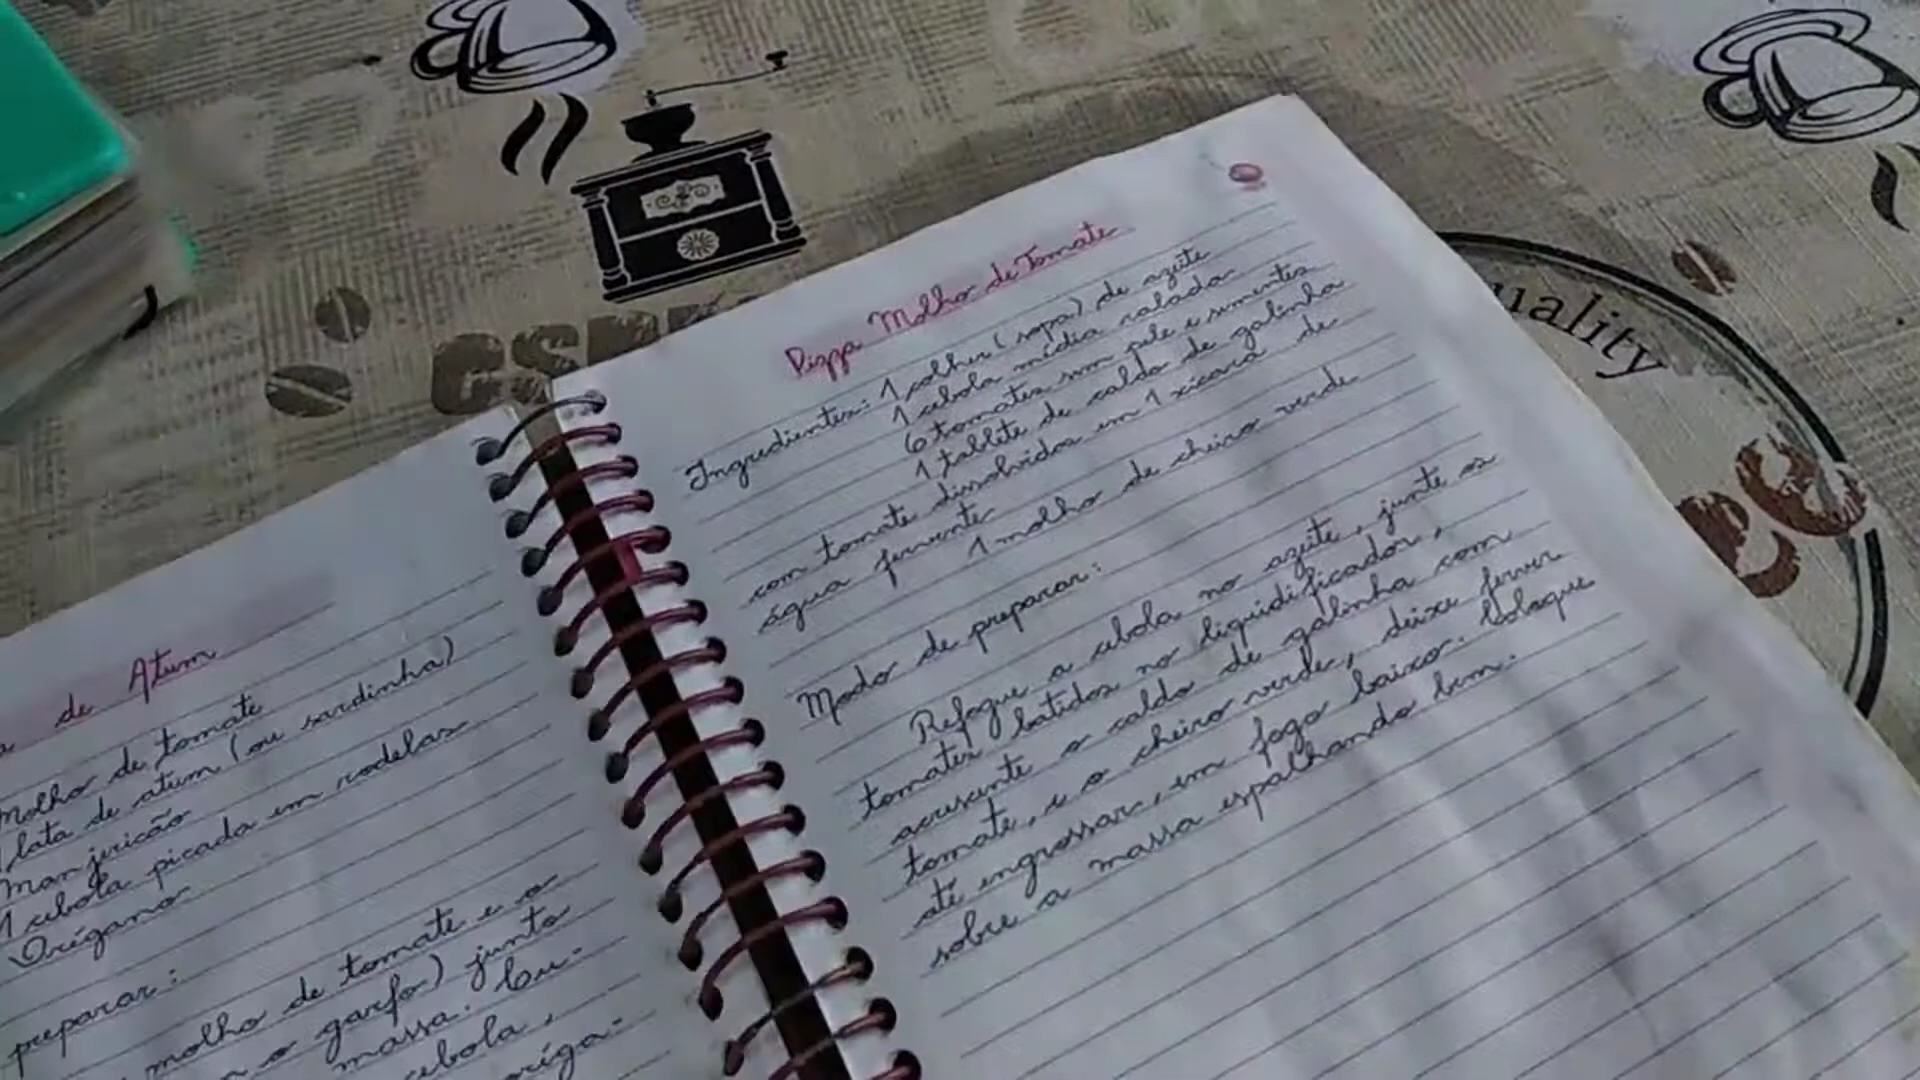 de Atum
Molho de tomate
1 lata de atum (ou sardinha)
Manjericão
1 cebola picada em rodelas
Orégano
preparar:
molho de tomate e o
o garfo) junto
massa. Cu-
cebola,
oréga-
Pizza Molho de Tomate
Ingredientes: 1 colher (sopa) de azeite
1 cebola média ralada
6 tomates sem pele e sementes
1 tablete de caldo de galinha
com tomate dissolvidos em 1 xícara de
água fervente
1 molho de cheiro verde
Modo de preparar:
Refogue a cebola no azeite, junte os
tomates batidos no liquidificador,
acrescente o caldo de galinha com
tomate, e o cheiro verde, deixe ferver
até engrossar, em fogo baixo. Coloque
sobre a massa espalhando bem.
uality